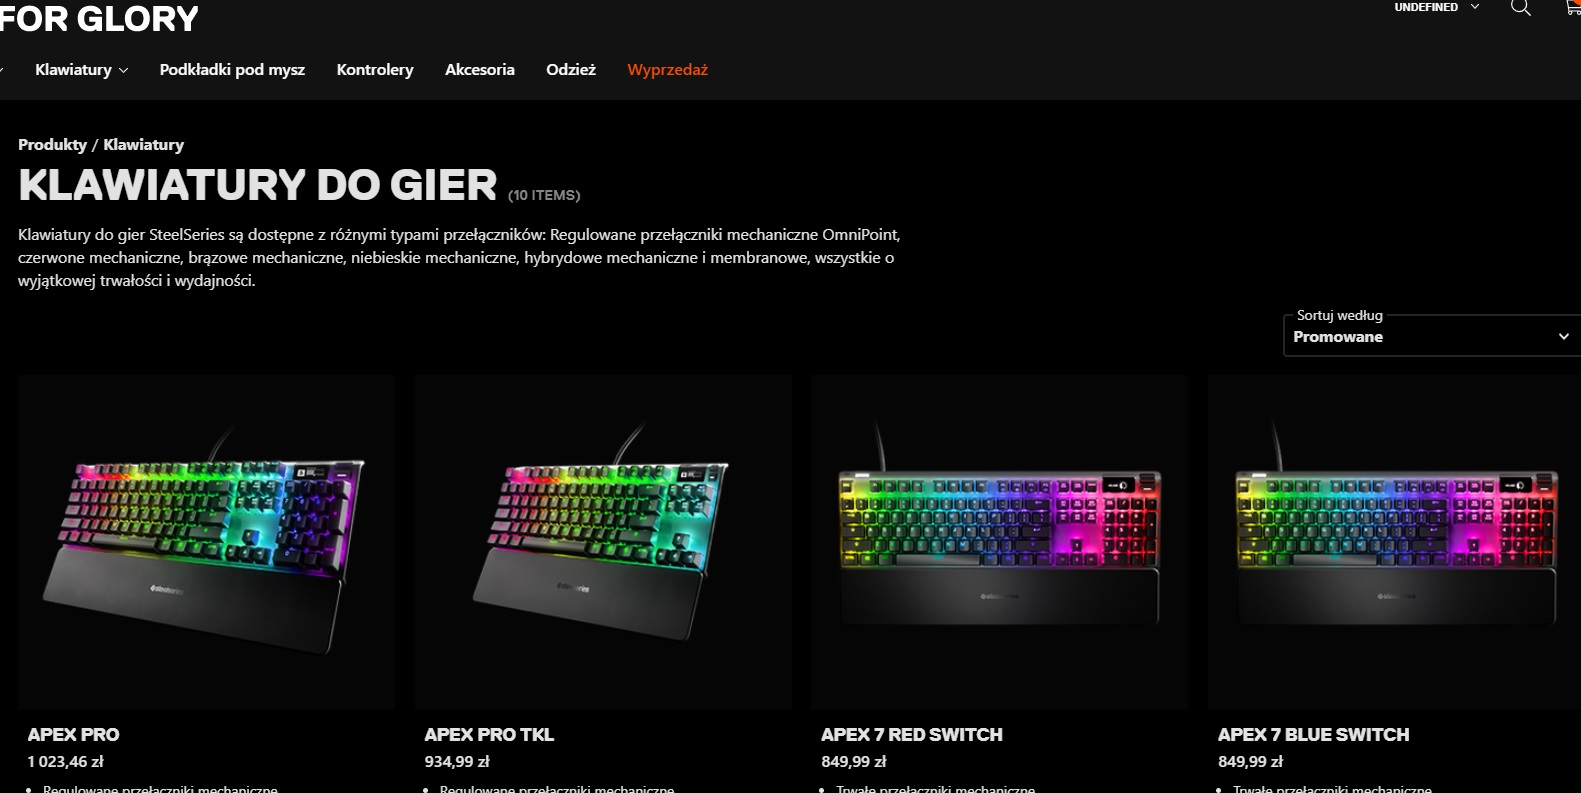 FOR GLORY
UNDEFINED
Klawiatury
Podkładki pod mysz
Kontrolery
Akcesoria
Odzież
Wyprzedaż
Produkty / Klawiatury
KLAWIATURY DO GIER (10 ITEMS)
Klawiatury do gier SteelSeries są dostępne z różnymi typami przełączników: Regulowane przełączniki mechaniczne OmniPoint,
czerwone mechaniczne, brązowe mechaniczne, niebieskie mechaniczne, hybrydowe mechaniczne i membranowe, wszystkie o
wyjątkowej trwałości i wydajności.
Sortuj według
Promowane
steelseries
steelseries
steelseries
steelseries
APEX PRO
1 023,46 zł
Regulowane przełączniki mechaniczne
APEX PRO TKL
934,99 zł
Regulowane przełączniki mechaniczne
APEX 7 RED SWITCH
849,99 zł
Trwałe przełączniki mechaniczne
APEX 7 BLUE SWITCH
849,99 zł
Trwałe przełączniki mechaniczne